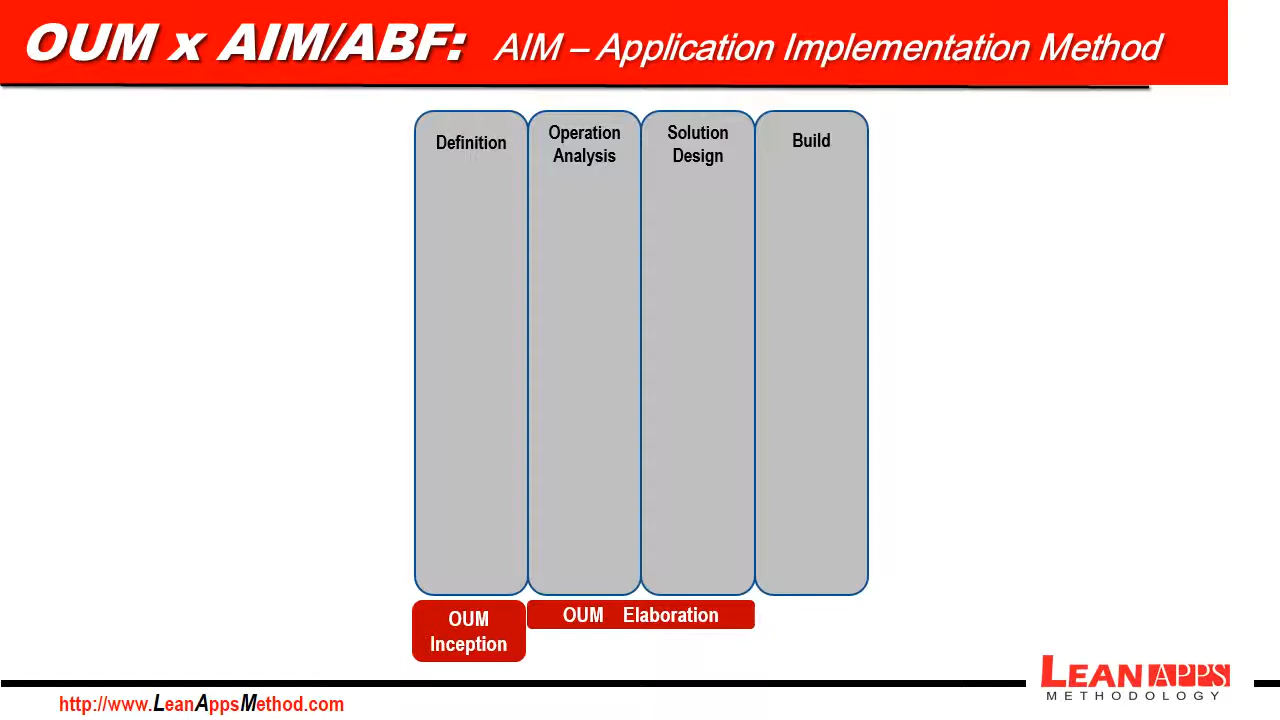 OUM x AIM/ABF: AIM – Application Implementation Method
Definition
Operation
Analysis
Solution
Design
Build
OUM
Inception
OUM Elaboration
http://www.LeanAppsMethod.com
LEAN APPS
METHODOLOGY